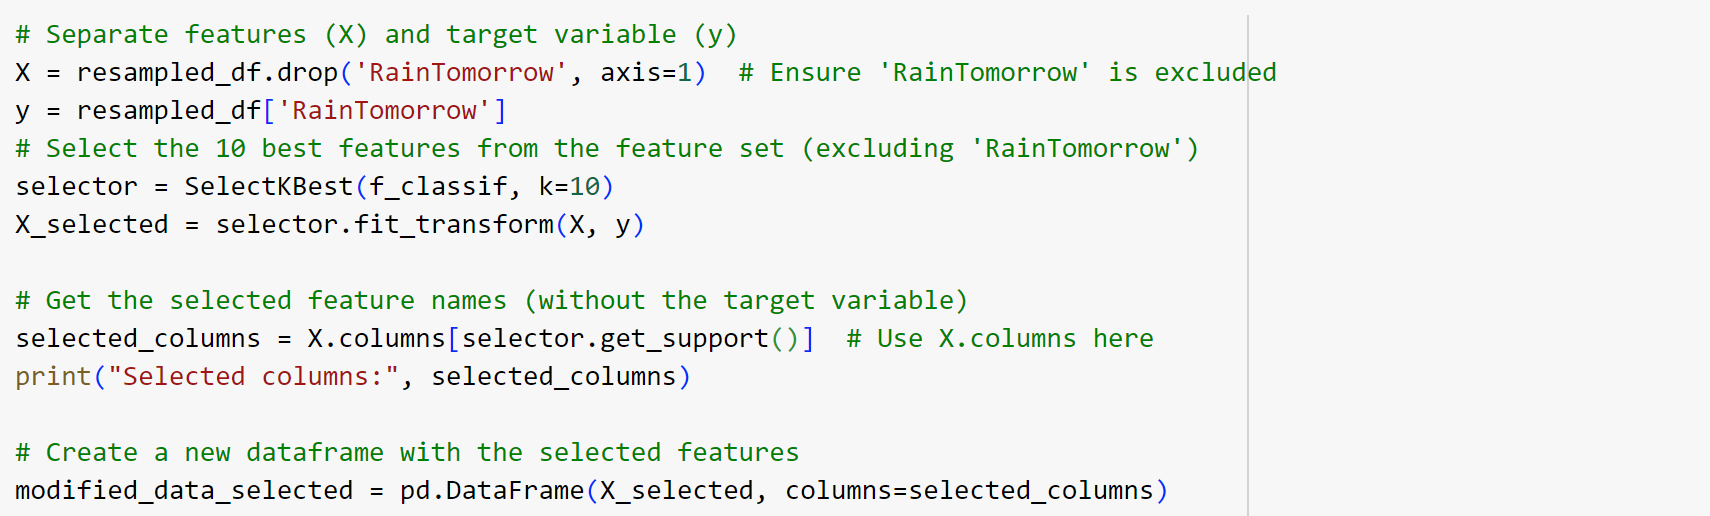 # Separate features (X) and target variable (y)
X = resampled_df.drop('RainTomorrow', axis=1)  # Ensure 'RainTomorrow' is excluded
y = resampled_df['RainTomorrow']
# Select the 10 best features from the feature set (excluding 'RainTomorrow')
selector = SelectKBest(f_classif, k=10)
X_selected = selector.fit_transform(X, y)

# Get the selected feature names (without the target variable)
selected_columns = X.columns[selector.get_support()]  # Use X.columns here
print("Selected columns:", selected_columns)

# Create a new dataframe with the selected features
modified_data_selected = pd.DataFrame(X_selected, columns=selected_columns)